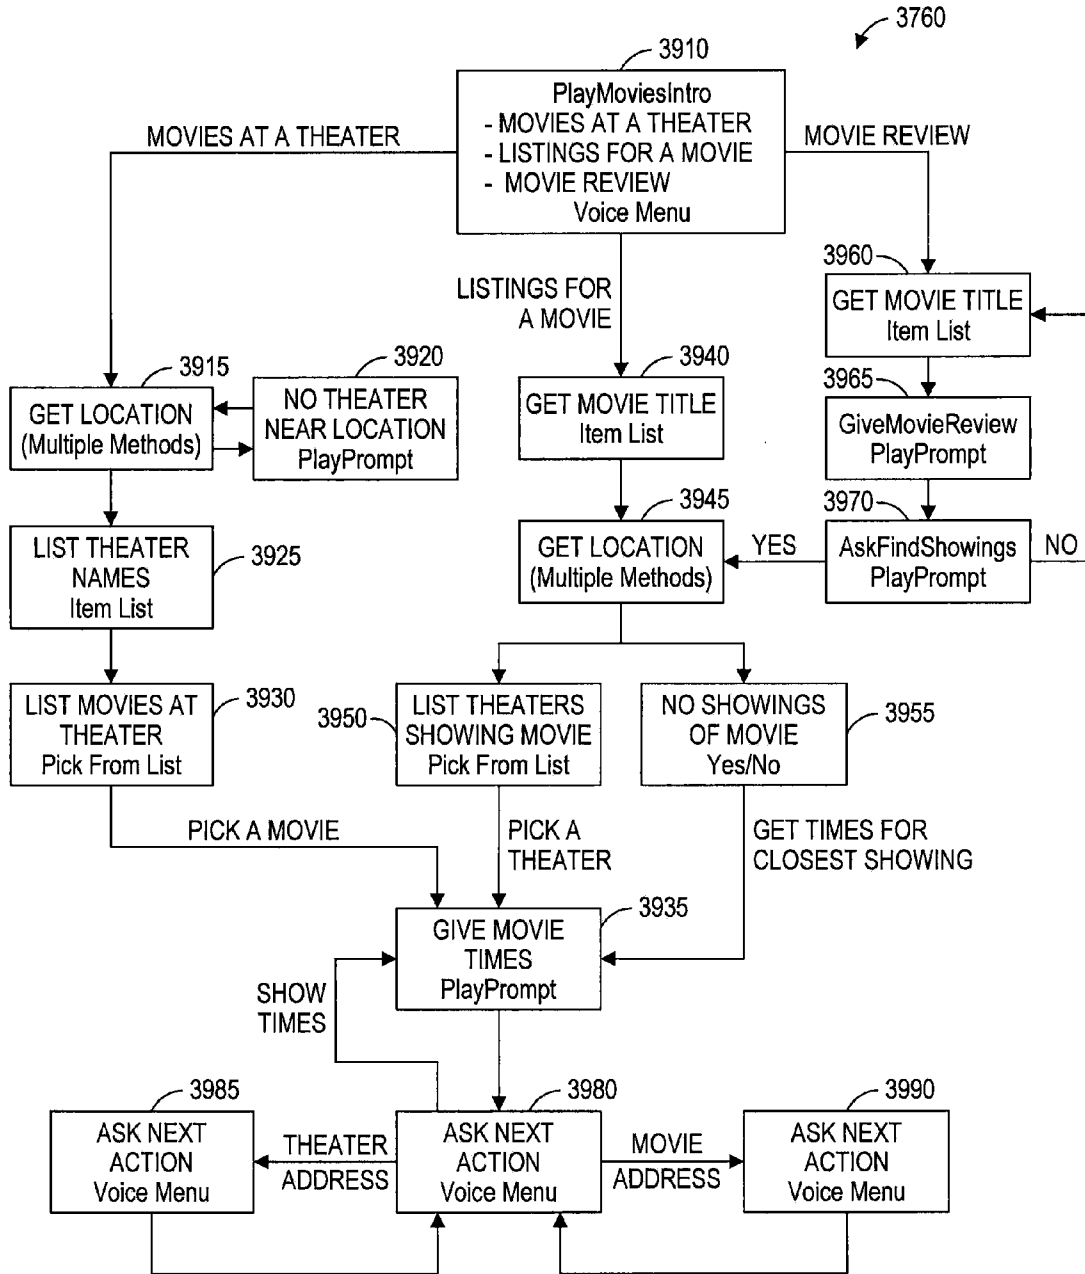 3760
3910
PlayMoviesIntro
- MOVIES AT A THEATER
- LISTINGS FOR A MOVIE
- MOVIE REVIEW
Voice Menu
MOVIES AT A THEATER
MOVIE REVIEW
LISTINGS FOR
A MOVIE
3960
GET MOVIE TITLE
Item List
3915
GET LOCATION
(Multiple Methods)
3920
NO THEATER
NEAR LOCATION
PlayPrompt
3940
GET MOVIE TITLE
Item List
3965
GiveMovieReview
PlayPrompt
3925
LIST THEATER
NAMES
Item List
3945
GET LOCATION
(Multiple Methods)
YES
3970
AskFindShowings
PlayPrompt
NO
3930
LIST MOVIES AT
THEATER
Pick From List
3950
LIST THEATERS
SHOWING MOVIE
Pick From List
3955
NO SHOWINGS
OF MOVIE
Yes/No
PICK A MOVIE
PICK A
THEATER
GET TIMES FOR
CLOSEST SHOWING
3935
GIVE MOVIE
TIMES
PlayPrompt
SHOW
TIMES
3985
ASK NEXT
ACTION
Voice Menu
THEATER
ADDRESS
3980
ASK NEXT
ACTION
Voice Menu
MOVIE
ADDRESS
3990
ASK NEXT
ACTION
Voice Menu